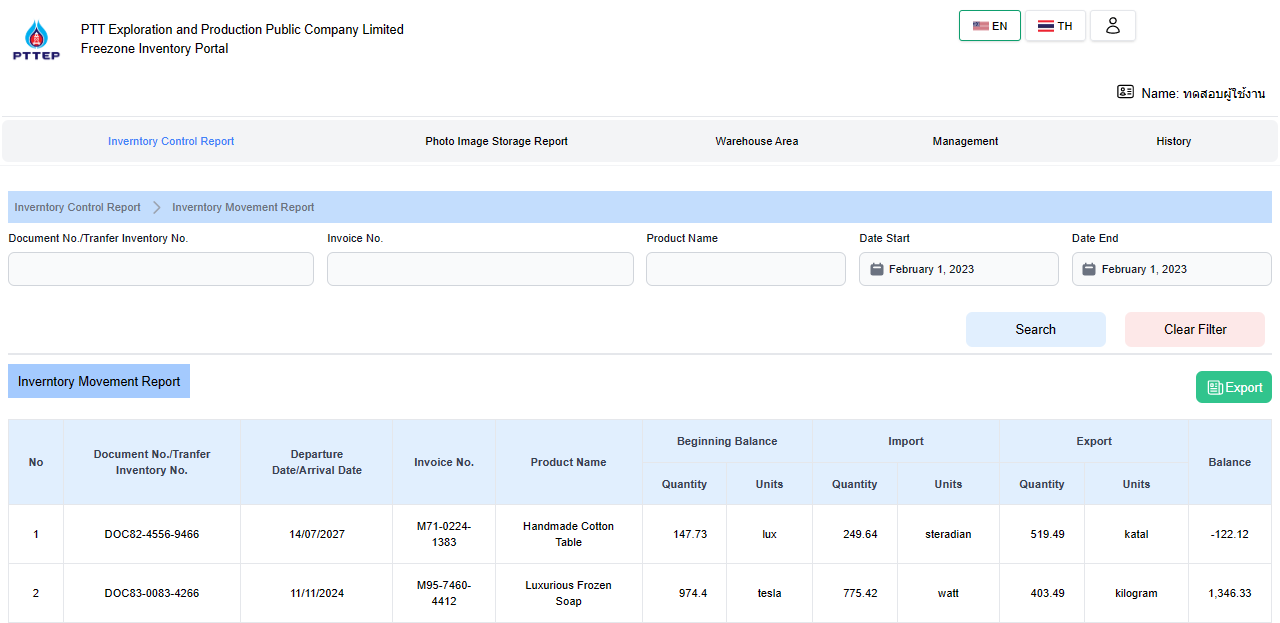 PTTEP
PTT Exploration and Production Public Company Limited
Freezone Inventory Portal
EN
TH
Name: ทดสอบผู้ใช้งาน
Inverntory Control Report
Photo Image Storage Report
Warehouse Area
Management
History
Inverntory Control Report
Inverntory Movement Report
Document No./Tranfer Inventory No.
Invoice No.
Product Name
Date Start
Date End
February 1, 2023
February 1, 2023
Search
Clear Filter
Inverntory Movement Report
Export
No
Document No./Tranfer
Inventory No.
Departure
Date/Arrival Date
Invoice No.
Product Name
Beginning Balance
Import
Export
Balance
Quantity
Units
Quantity
Units
Quantity
Units
1
DOC82-4556-9466
14/07/2027
M71-0224-
1383
Handmade Cotton
Table
147.73
lux
249.64
steradian
519.49
katal
-122.12
2
DOC83-0083-4266
11/11/2024
M95-7460-
4412
Luxurious Frozen
Soap
974.4
tesla
775.42
watt
403.49
kilogram
1,346.33